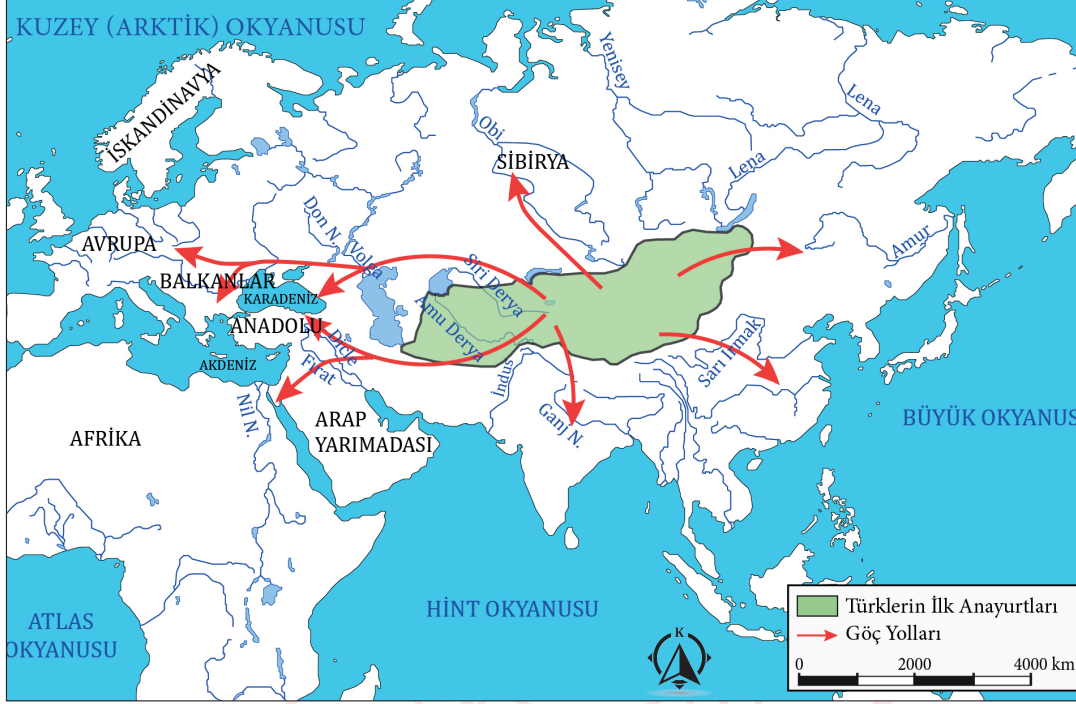 KUZEY (ARKTİK) OKYANUSU
İSKANDİNAVYA
Yenisey
Lena
Obi
SİBİRYA
Lena
Don N.
Volga
AVRUPA
Amur
BALKANLAR
Siri Derya
KARADENİZ
Amu Derya
ANADOLU
Dicle
Sarı Irmak
AKDENİZ
Fırat
Indus
Nil N.
Ganj N.
ARAP
YARIMADASI
BÜYÜK OKYANUS
AFRİKA
HİNT OKYANUSU
ATLAS
OKYANUSU
K
Türklerin İlk Anayurtları
Göç Yolları
0 2000 4000 km